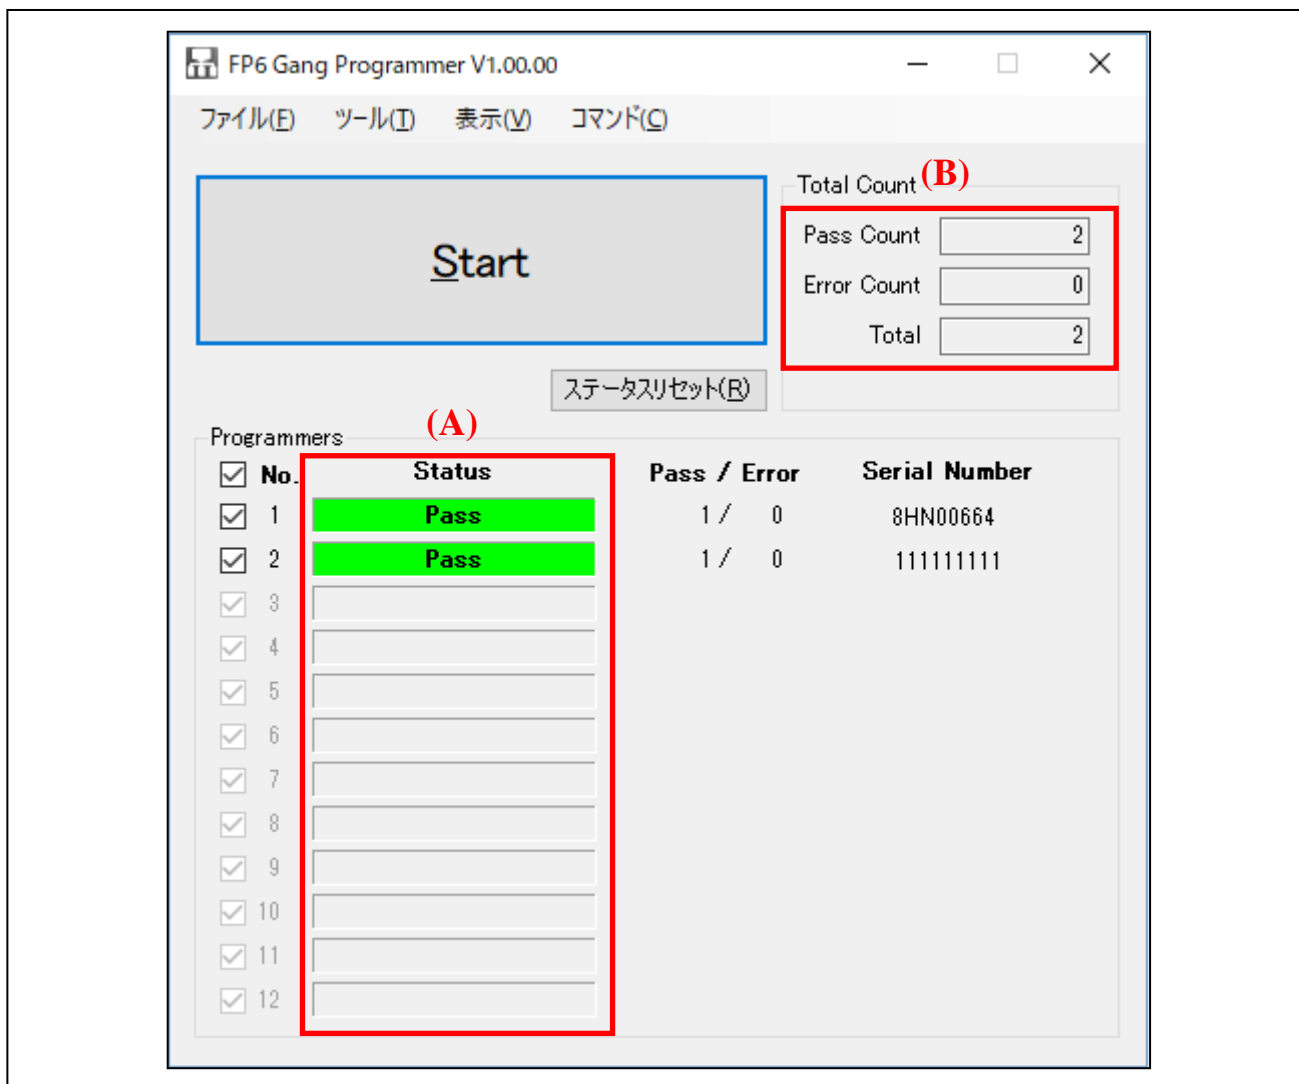 FP6 Gang Programmer V1.00.00
ファイル(F) ツール(T) 表示(V) コマンド(C)
Start
Total Count (B)
Pass Count 2
Error Count 0
Total 2
ステータスリセット(R)
Programmers (A)
No. Status Pass / Error Serial Number
1 Pass 1 / 0 8HN00664
2 Pass 1 / 0 111111111
3
4
5
6
7
8
9
10
11
12